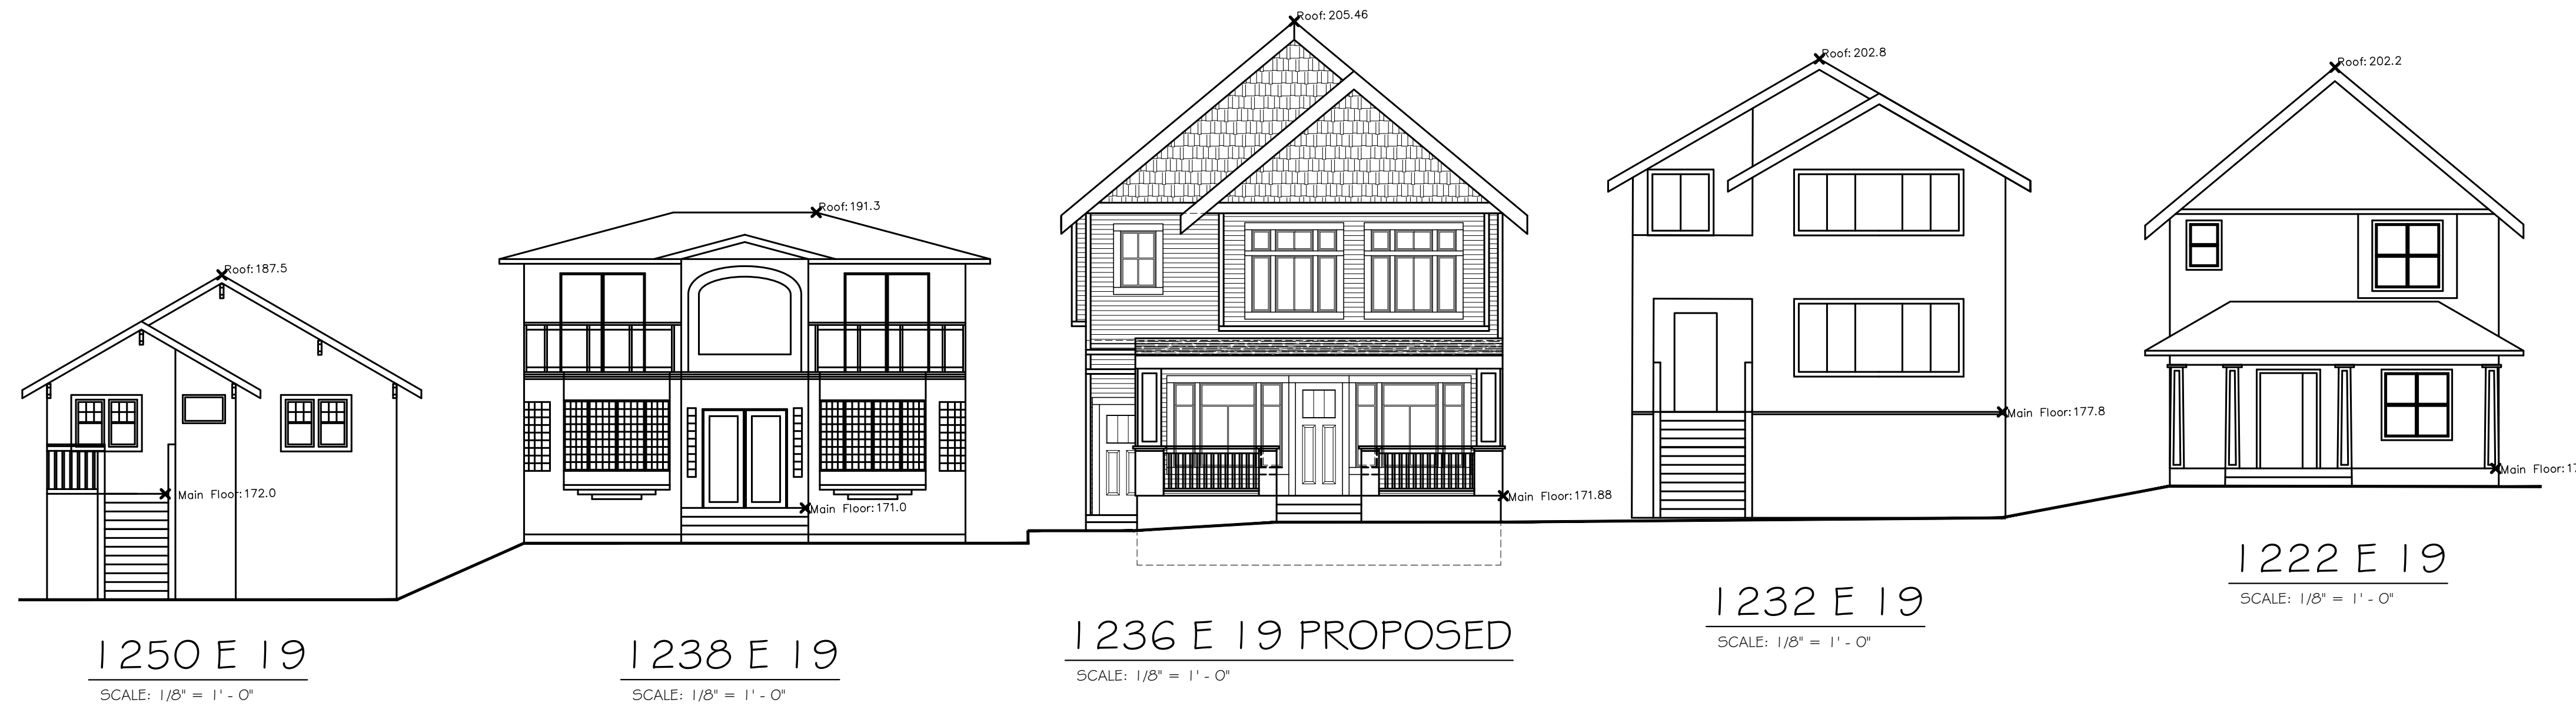 Roof: 187.5
Main Floor: 172.0
1250 E 19
SCALE: 1/8" = 1' - 0"
Roof: 191.3
Main Floor: 171.0
1238 E 19
SCALE: 1/8" = 1' - 0"
Roof: 205.46
Main Floor: 171.88
1236 E 19 PROPOSED
SCALE: 1/8" = 1' - 0"
Roof: 202.8
Main Floor: 177.8
1232 E 19
SCALE: 1/8" = 1' - 0"
Roof: 202.2
Main Floor:
1222 E 19
SCALE: 1/8" = 1' - 0"